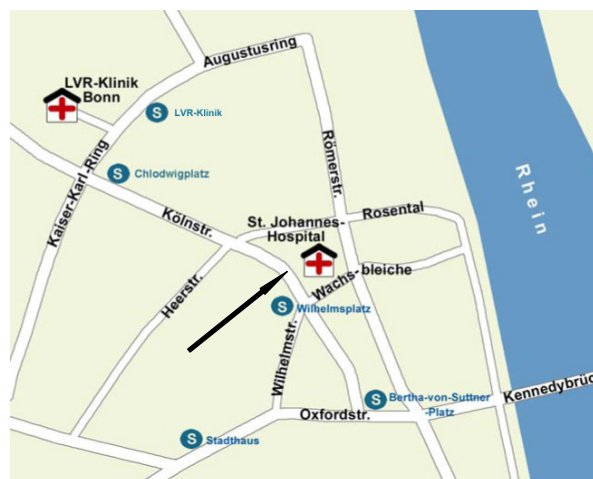 Augustusring
LVR-Klinik
Bonn
S LVR-Klinik
Römerstr.
Rhein
Kaiser-Karl-Ring
S Chlodwigplatz
Kölnstr.
St. Johannes-
Hospital
Rosental
Heerstr.
Wachs-bleiche
S Wilhelmsplatz
Wilhelmstr.
S Bertha-von-Suttner
-Platz
Kennedybrüc
Oxfordstr.
S Stadthaus